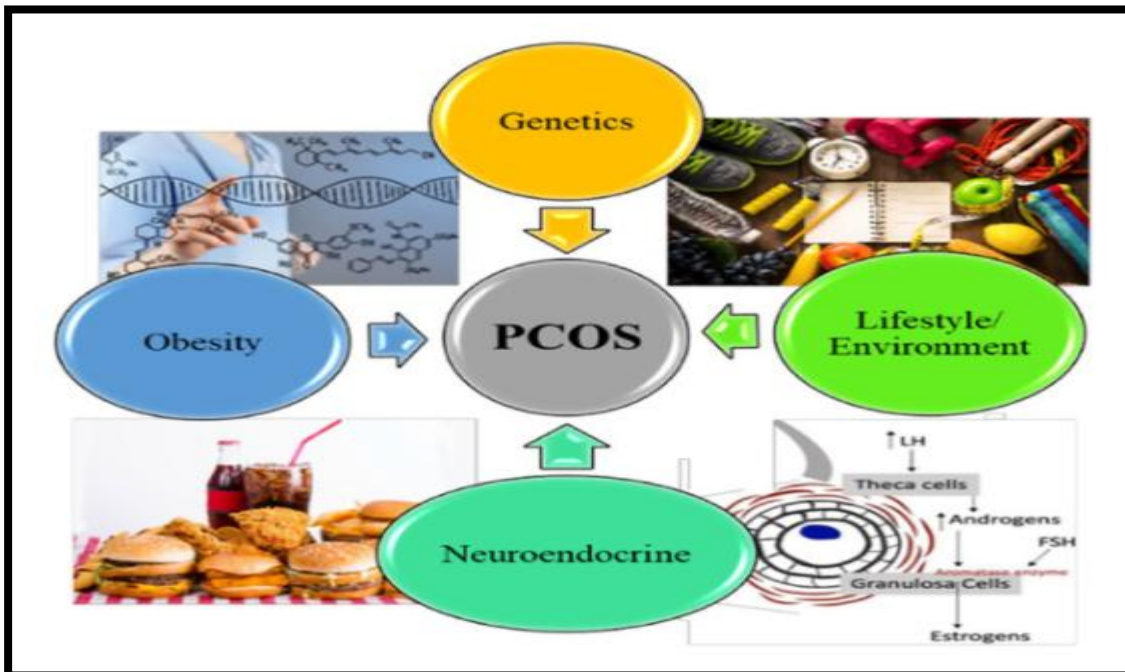 Genetics
Obesity
PCOS
Lifestyle/
Environment
Neuroendocrine
LH
Theca cells
Androgens
FSH
Aromatase enzyme
Granulosa Cells
Estrogens